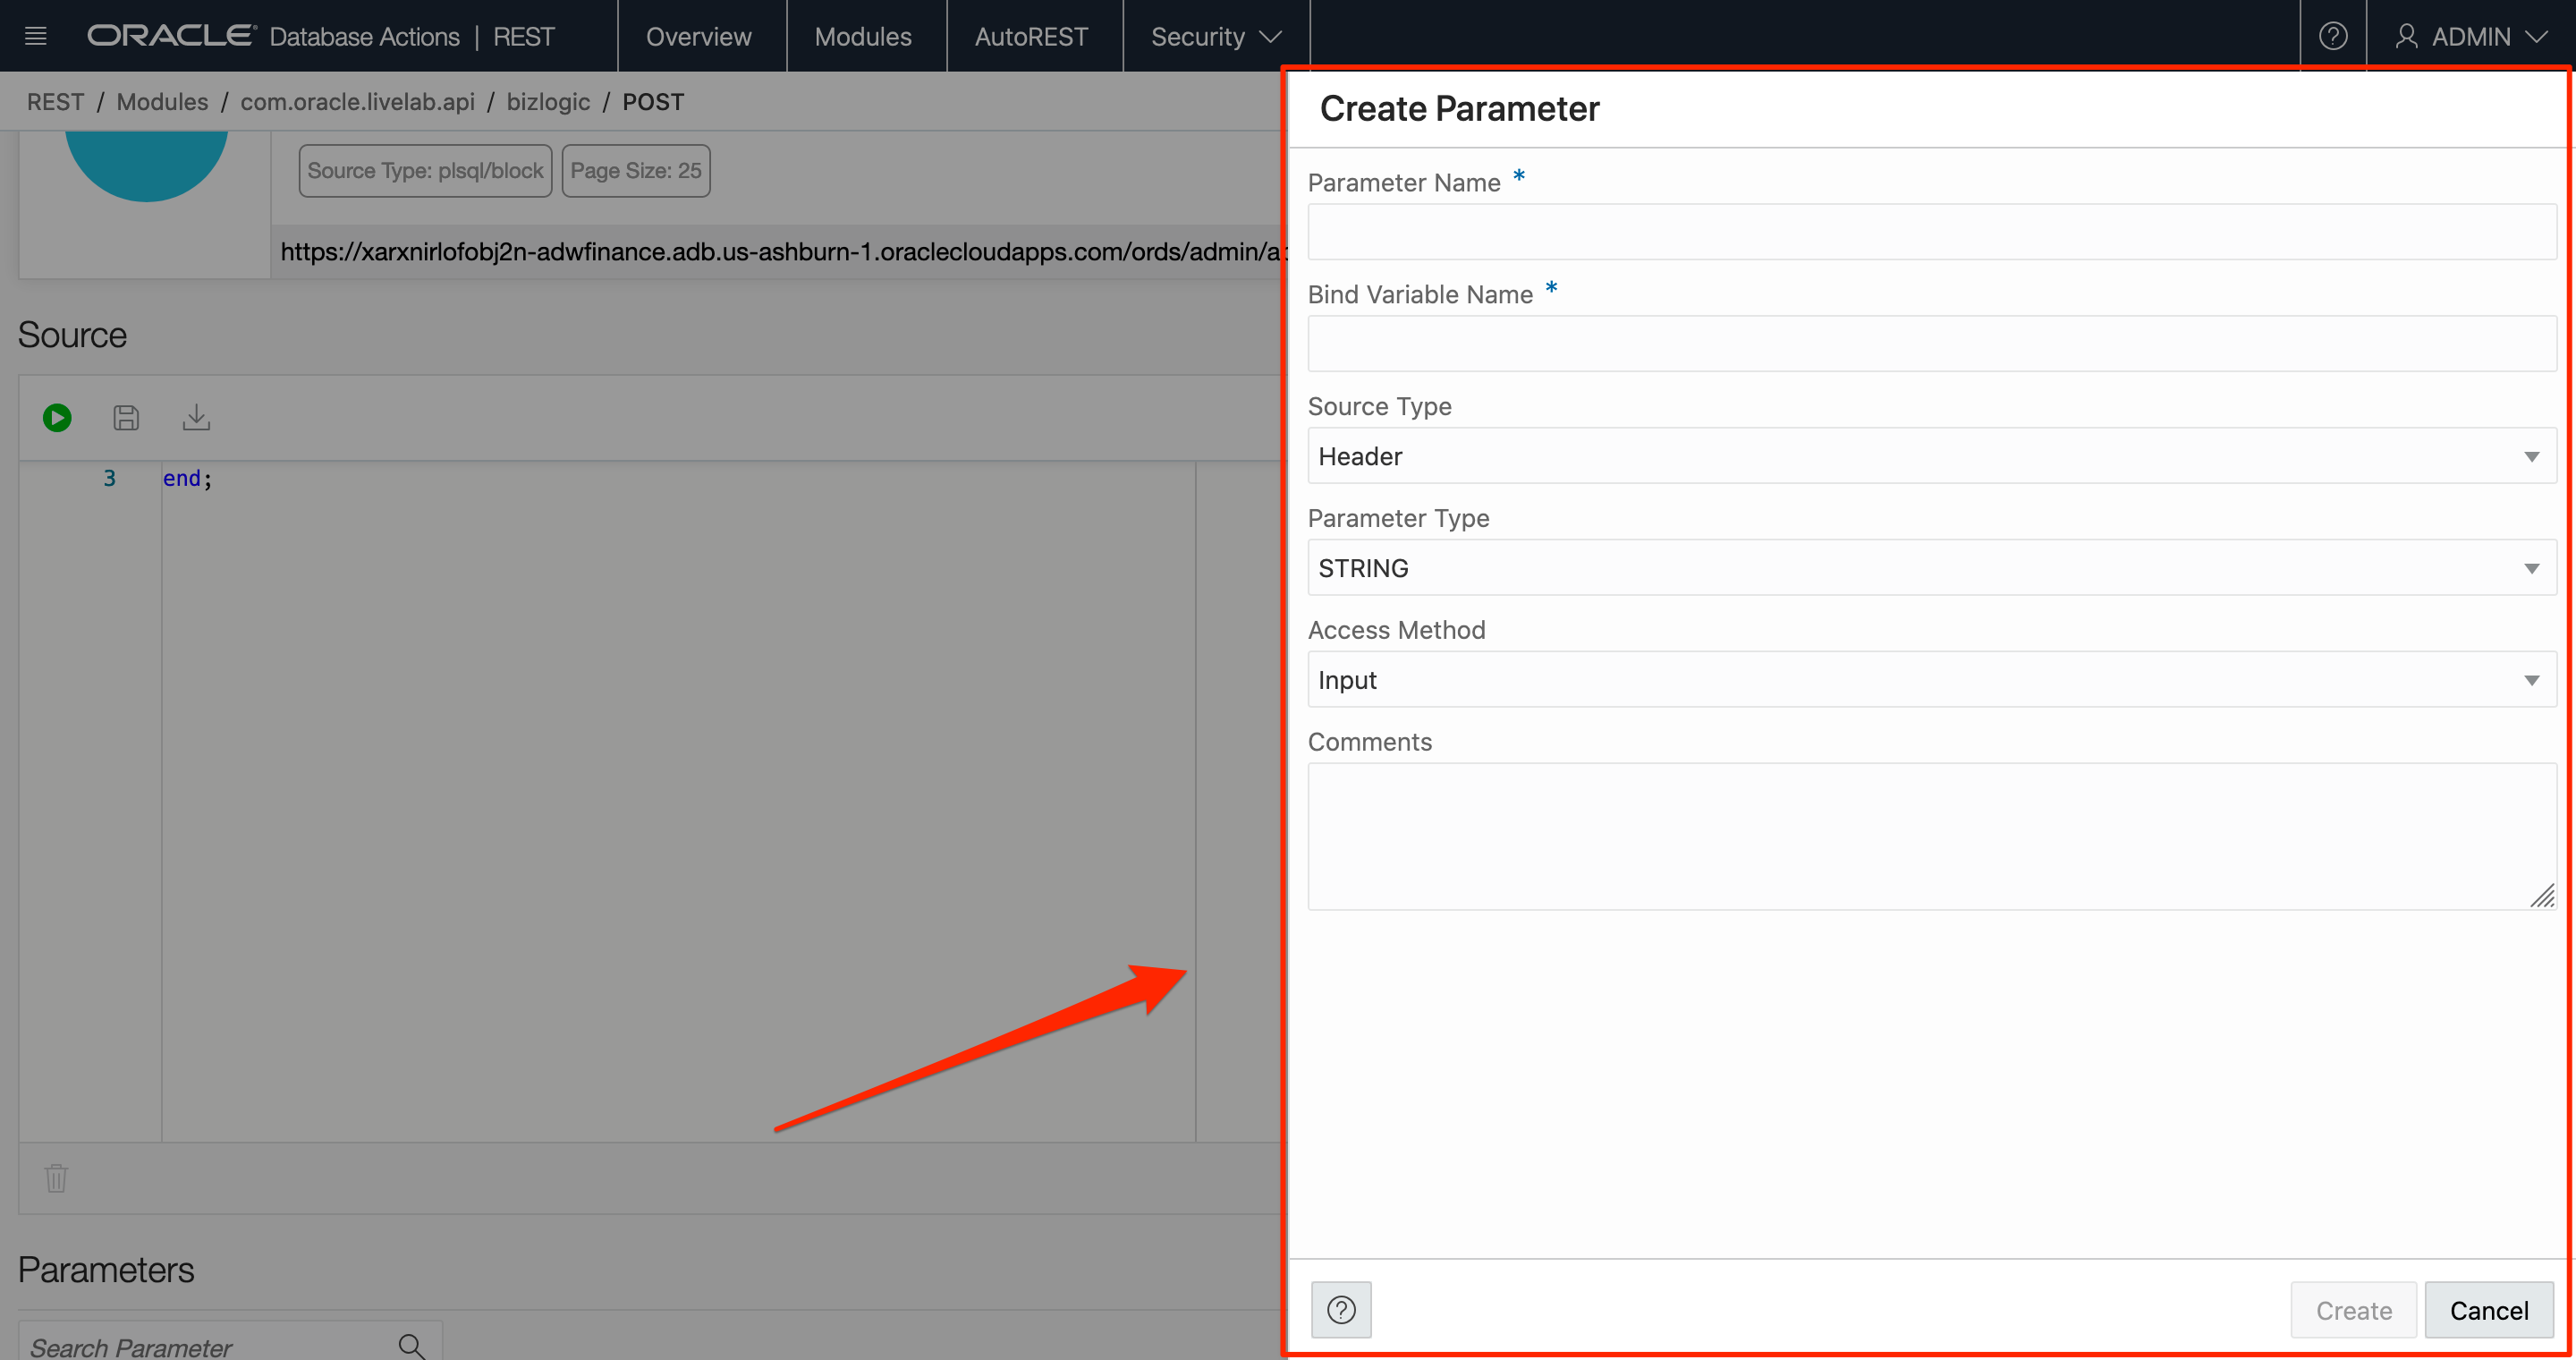 ORACLE Database Actions | REST Overview Modules AutoREST Security ADMIN
REST / Modules / com.oracle.livelab.api / bizlogic / POST
Source Type: plsql/block Page Size: 25
https://xarxnirlofobj2n-adwfinance.adb.us-ashburn-1.oraclecloudapps.com/ords/admin/a
Source
3 end;
Parameters
Search Parameter
Create Parameter
Parameter Name *
Bind Variable Name *
Source Type
Header
Parameter Type
STRING
Access Method
Input
Comments
Create Cancel